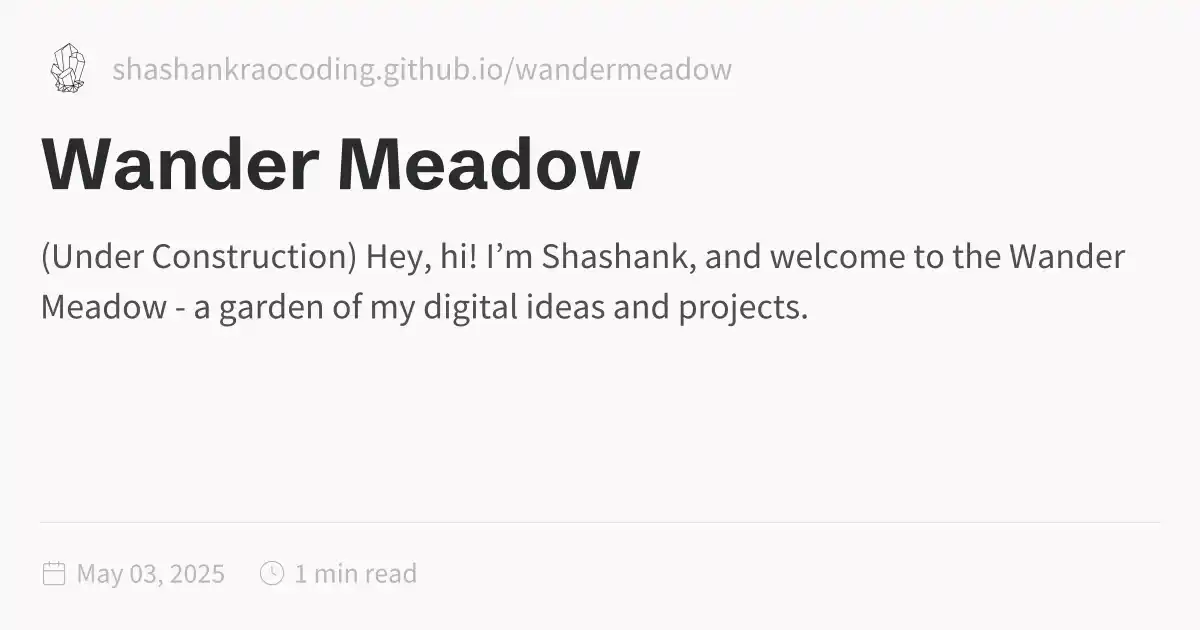 shashankraocoding.github.io/wandermeadow
Wander Meadow
(Under Construction) Hey, hi! I’m Shashank, and welcome to the Wander
Meadow - a garden of my digital ideas and projects.
May 03, 2025 1 min read